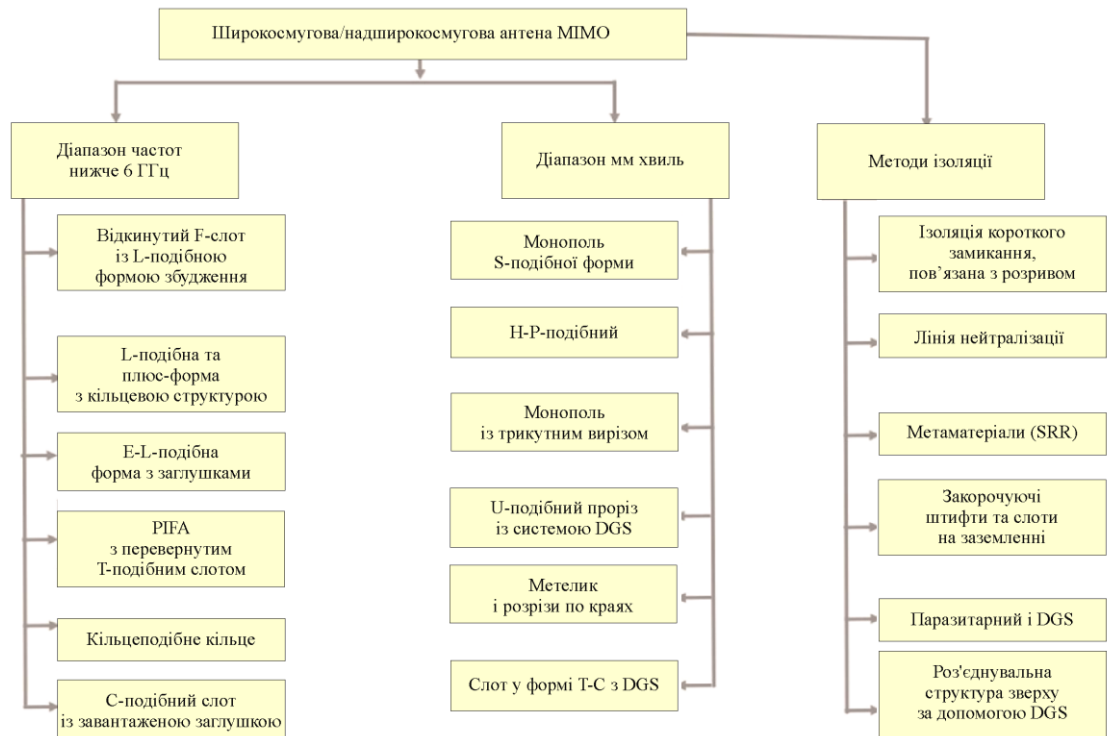 Широкосмугова/надширокосмугова антена MIMO
Діапазон частот
нижче 6 ГГц
Відкинутий F-слот
із L-подібною
формою збудження
L-подібна та
плюс-форма
з кільцевою структурою
E-L-подібна
форма з заглушками
PIFA
з перевернутим
Т-подібним слотом
Кільцеподібне кільце
С-подібний слот
із завантаженою заглушкою
Діапазон мм хвиль
Монополь
S-подібної форми
H-P-подібний
Монополь
із трикутним вирізом
U-подібний проріз
із системою DGS
Метелик
і розрізи по краях
Слот у формі Т-С з DGS
Методи ізоляції
Ізоляція короткого
замикання,
пов’язана з розривом
Лінія нейтралізації
Метаматеріали (SRR)
Закорочуючі
штифти та слоти
на заземленні
Паразитарний і DGS
Роз'єднувальна
структура зверху
за допомогою DGS